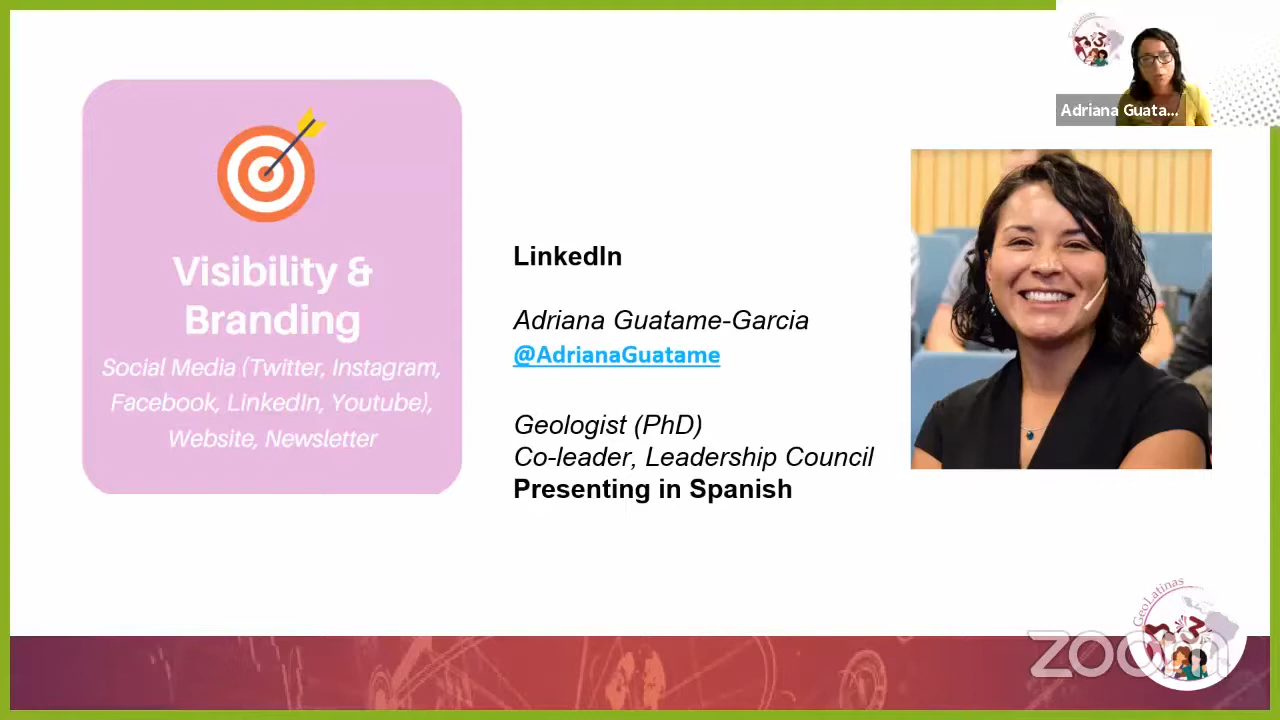 GeoLatinas
Adriana Guata...
Visibility &
Branding
Social Media (Twitter, Instagram,
Facebook, LinkedIn, Youtube),
Website, Newsletter
LinkedIn
Adriana Guatame-Garcia
@AdrianaGuatame
Geologist (PhD)
Co-leader, Leadership Council
Presenting in Spanish
GeoLatinas
zoom